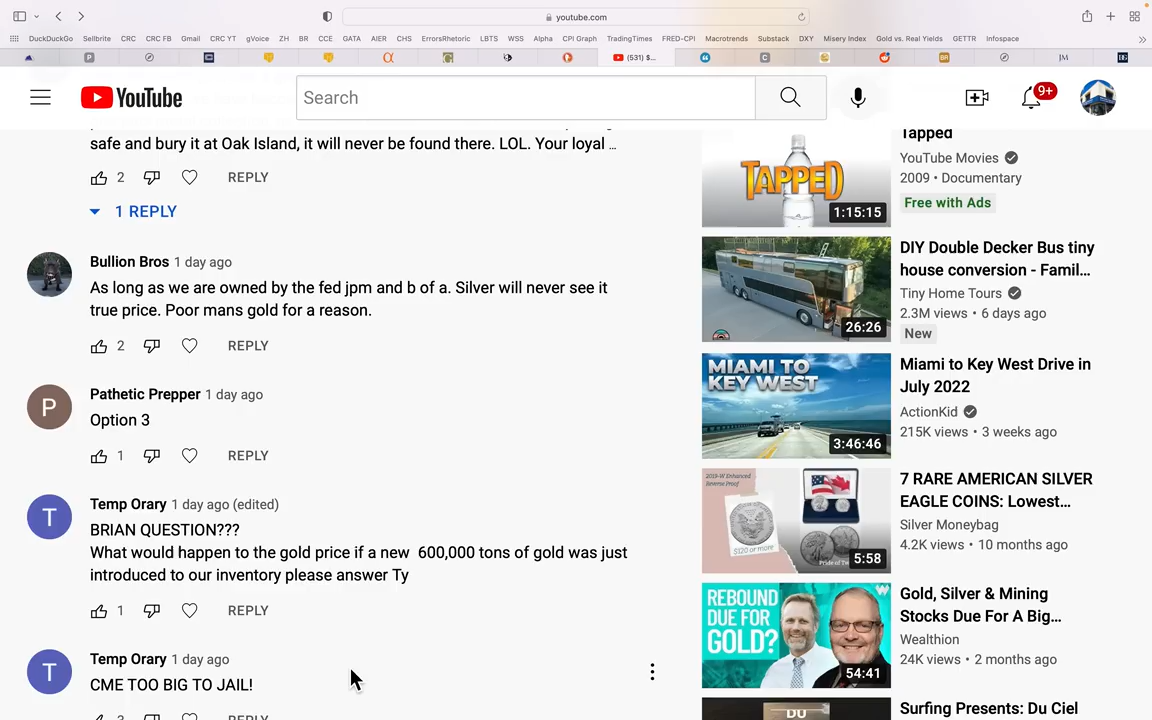 youtube.com
DuckDuckGo Sellbrite CRC CRC FB Gmail CRC YT gVoice ZH BR CCE GATA AIER CHS ErrorsRhetoric LBTS WSS Alpha CPI Graph TradingTimes FRED-CPI Macrotrends Substack DXY Misery Index Gold vs. Real Yields GETTR Infospace
(531) $...
JM
YouTube
Search
9+
safe and bury it at Oak Island, it will never be found there. LOL. Your loyal ...
2 REPLY
1 REPLY
Bullion Bros 1 day ago
As long as we are owned by the fed jpm and b of a. Silver will never see it
true price. Poor mans gold for a reason.
2 REPLY
P
Pathetic Prepper 1 day ago
Option 3
1 REPLY
T
Temp Orary 1 day ago (edited)
BRIAN QUESTION???
What would happen to the gold price if a new 600,000 tons of gold was just
introduced to our inventory please answer Ty
1 REPLY
T
Temp Orary 1 day ago
CME TOO BIG TO JAIL!
REPLY
TAPPED
1:15:15
Tapped
YouTube Movies
2009 • Documentary
Free with Ads
26:26
DIY Double Decker Bus tiny
house conversion - Famil...
Tiny Home Tours
2.3M views • 6 days ago
New
MIAMI TO
KEY WEST
3:46:46
Miami to Key West Drive in
July 2022
ActionKid
215K views • 3 weeks ago
2019-W Enhanced
Reverse Proof
$120 or more
5:58
7 RARE AMERICAN SILVER
EAGLE COINS: Lowest...
Silver Moneybag
4.2K views • 10 months ago
REBOUND
DUE FOR
GOLD?
54:41
Gold, Silver & Mining
Stocks Due For A Big...
Wealthion
24K views • 2 months ago
DU
Surfing Presents: Du Ciel